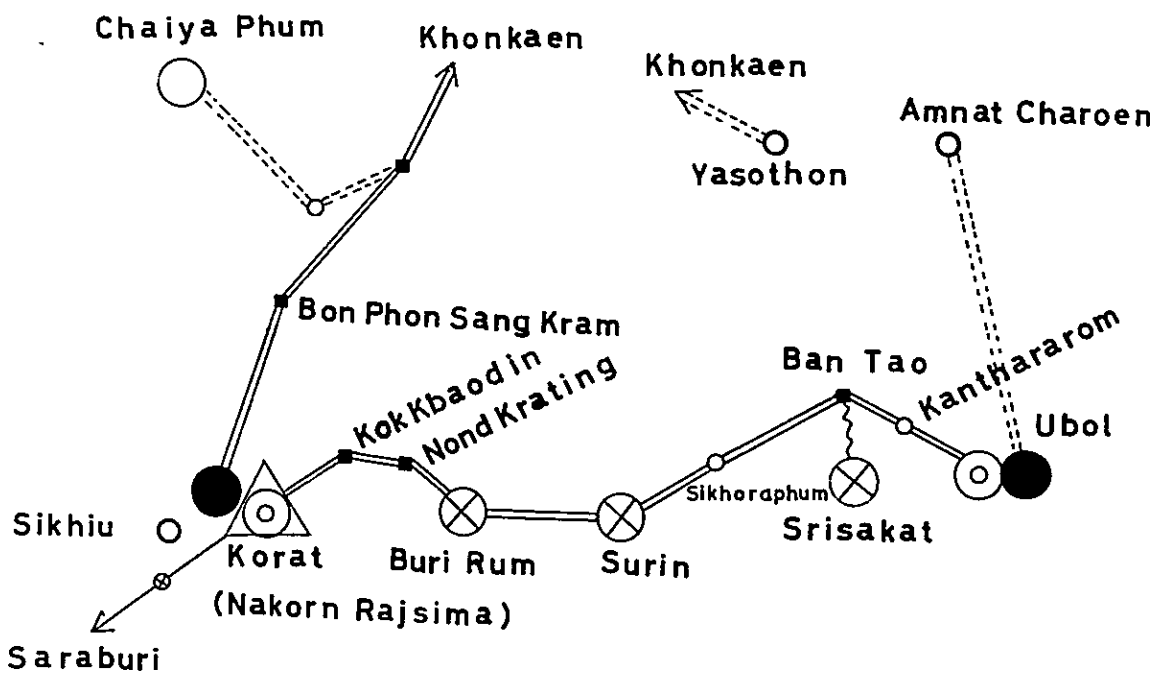 Chaiya Phum
Khonkaen
Khonkaen
Amnat Charoen
Yasothon
Bon Phon Sang Kram
Kok Kbaodin
Nond Krating
Ban Tao
Kanthararom
Ubol
Sikhoraphum
Srisakat
Sikhiu
Korat
Buri Rum
Surin
(Nakorn Rajsima)
Saraburi